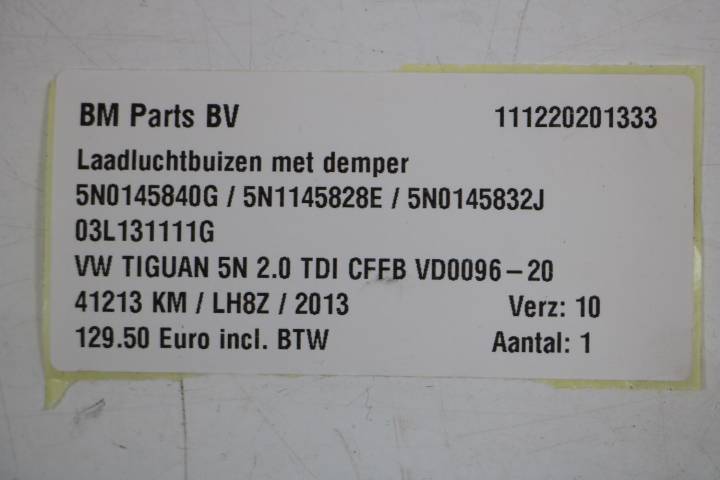 BM Parts BV 111220201333
Laadluchtbuizen met demper
5N0145840G / 5N1145828E / 5N0145832J
03L131111G
VW TIGUAN 5N 2.0 TDI CFFB VD0096-20
41213 KM / LH8Z / 2013 Verz: 10
129.50 Euro incl. BTW Aantal: 1